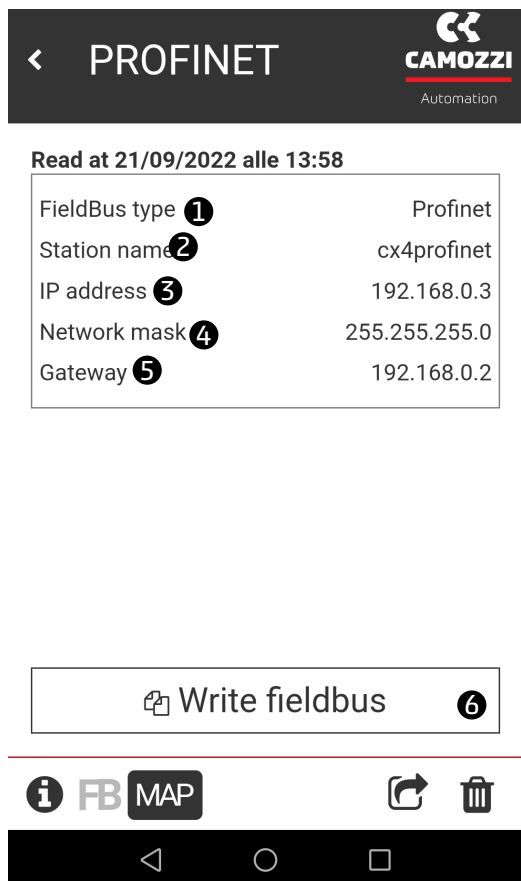 PROFINET
CAMOZZI
Automation
Read at 21/09/2022 alle 13:58
FieldBus type 1 Profinet
Station name 2 cx4profinet
IP address 3 192.168.0.3
Network mask 4 255.255.255.0
Gateway 5 192.168.0.2
Write fieldbus 6
i FB MAP